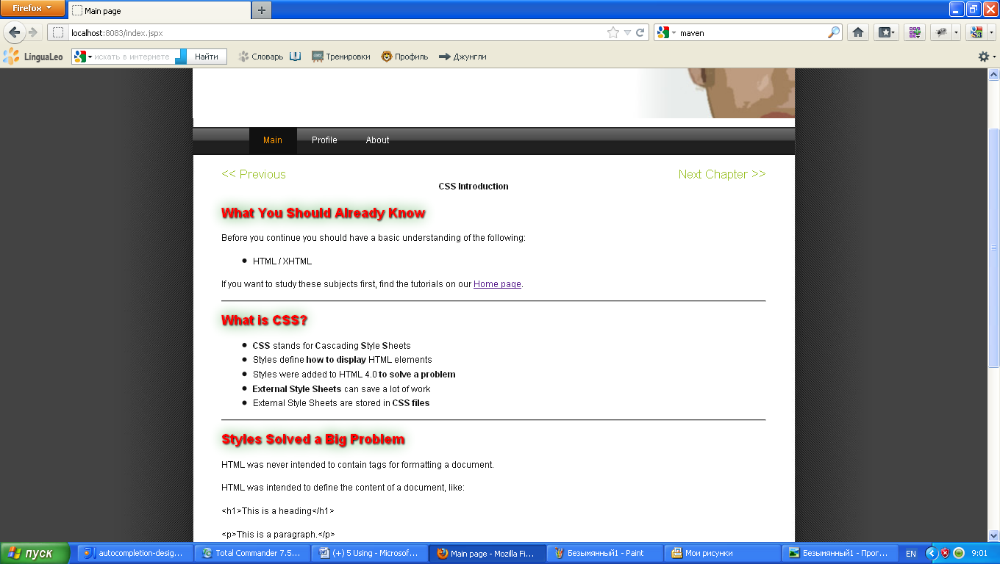 Firefox
Main page
localhost:8083/index.jspx
maven
LinguaLeo
искать в интернете
Найти
Словарь
Тренировки
Профиль
Джунгли
Main
Profile
About
<< Previous
Next Chapter >>
CSS Introduction
What You Should Already Know
Before you continue you should have a basic understanding of the following:
HTML / XHTML
If you want to study these subjects first, find the tutorials on our Home page.
What is CSS?
CSS stands for Cascading Style Sheets
Styles define how to display HTML elements
Styles were added to HTML 4.0 to solve a problem
External Style Sheets can save a lot of work
External Style Sheets are stored in CSS files
Styles Solved a Big Problem
HTML was never intended to contain tags for formatting a document.
HTML was intended to define the content of a document, like:
<h1>This is a heading</h1>
<p>This is a paragraph.</p>
пуск
autocompletion-desig...
Total Commander 7.5...
(+) 5 Using - Microsof...
Main page - Mozilla Fi...
Безымянный1 - Paint
Мои рисунки
Безымянный1 - Прог...
EN
9:01